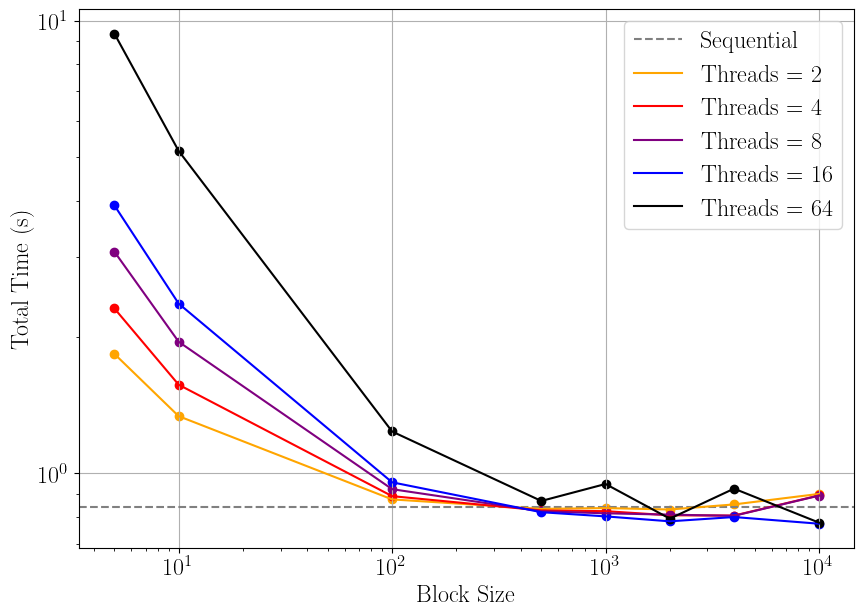 10^1
10^0
Total Time (s)
Sequential
Threads = 2
Threads = 4
Threads = 8
Threads = 16
Threads = 64
10^1
10^2
10^3
10^4
Block Size